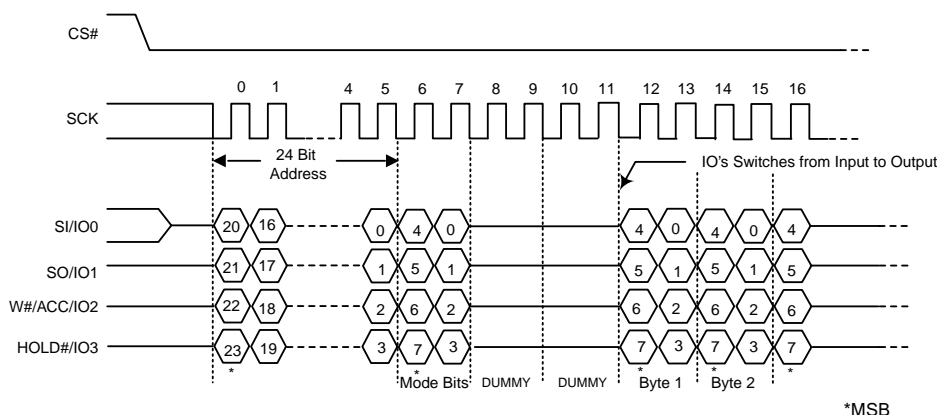 CS#
0 1 4 5 6 7 8 9 10 11 12 13 14 15 16
SCK
24 Bit
Address
IO's Switches from Input to Output
SI/IO0 20 16 0 4 0 4 0 4 0 4
SO/IO1 21 17 1 5 1 5 1 5 1 5
W#/ACC/IO2 22 18 2 6 2 6 2 6 2 6
HOLD#/IO3 23 19 3 7 3 7 3 7 3 7
* * * * *
Mode Bits DUMMY DUMMY Byte 1 Byte 2
*MSB